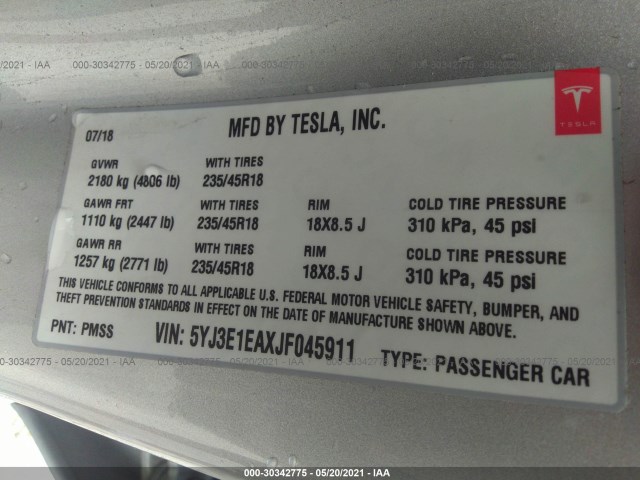 000-30342775 - 05/20/2021 - IAA
07/18 MFD BY TESLA, INC.
TESLA
GVWR WITH TIRES
2180 kg (4806 lb) 235/45R18
GAWR FRT WITH TIRES RIM COLD TIRE PRESSURE
1110 kg (2447 lb) 235/45R18 18X8.5 J 310 kPa, 45 psi
GAWR RR WITH TIRES RIM COLD TIRE PRESSURE
1257 kg (2771 lb) 235/45R18 18X8.5 J 310 kPa, 45 psi
THIS VEHICLE CONFORMS TO ALL APPLICABLE U.S. FEDERAL MOTOR VEHICLE SAFETY, BUMPER, AND
THEFT PREVENTION STANDARDS IN EFFECT ON THE DATE OF MANUFACTURE SHOWN ABOVE.
PNT: PMSS VIN: 5YJ3E1EAXJF045911 TYPE: PASSENGER CAR
000-30342775 - 05/20/2021 - IAA